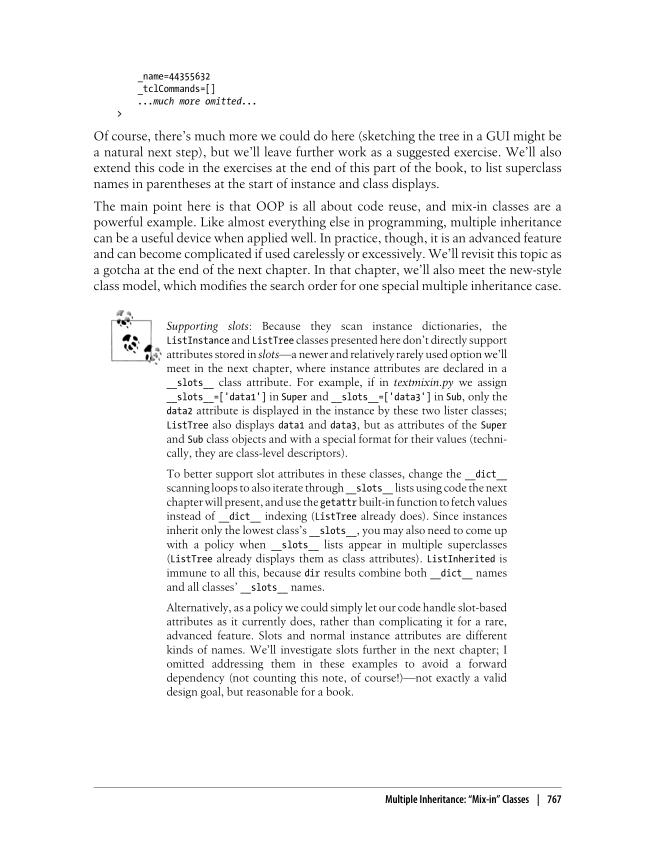 _name=44355632
_tclCommands=[]
...much more omitted...
>
Of course, there's much more we could do here (sketching the tree in a GUI might be
a natural next step), but we'll leave further work as a suggested exercise. We'll also
extend this code in the exercises at the end of this part of the book, to list superclass
names in parentheses at the start of instance and class displays.
The main point here is that OOP is all about code reuse, and mix-in classes are a
powerful example. Like almost everything else in programming, multiple inheritance
can be a useful device when applied well. In practice, though, it is an advanced feature
and can become complicated if used carelessly or excessively. We'll revisit this topic as
a gotcha at the end of the next chapter. In that chapter, we'll also meet the new-style
class model, which modifies the search order for one special multiple inheritance case.
Supporting slots: Because they scan instance dictionaries, the
ListInstance and ListTree classes presented here don't directly support
attributes stored in slots—a newer and relatively rarely used option we'll
meet in the next chapter, where instance attributes are declared in a
__slots__ class attribute. For example, if in textmixin.py we assign
__slots__=['data1'] in Super and __slots__=['data3'] in Sub, only the
data2 attribute is displayed in the instance by these two lister classes;
ListTree also displays data1 and data3, but as attributes of the Super
and Sub class objects and with a special format for their values (techni-
cally, they are class-level descriptors).
To better support slot attributes in these classes, change the __dict__
scanning loops to also iterate through __slots__ lists using code the next
chapter will present, and use the getattr built-in function to fetch values
instead of __dict__ indexing (ListTree already does). Since instances
inherit only the lowest class's __slots__, you may also need to come up
with a policy when __slots__ lists appear in multiple superclasses
(ListTree already displays them as class attributes). ListInherited is
immune to all this, because dir results combine both __dict__ names
and all classes' __slots__ names.
Alternatively, as a policy we could simply let our code handle slot-based
attributes as it currently does, rather than complicating it for a rare,
advanced feature. Slots and normal instance attributes are different
kinds of names. We'll investigate slots further in the next chapter; I
omitted addressing them in these examples to avoid a forward
dependency (not counting this note, of course!)—not exactly a valid
design goal, but reasonable for a book.
Multiple Inheritance: "Mix-in" Classes | 767